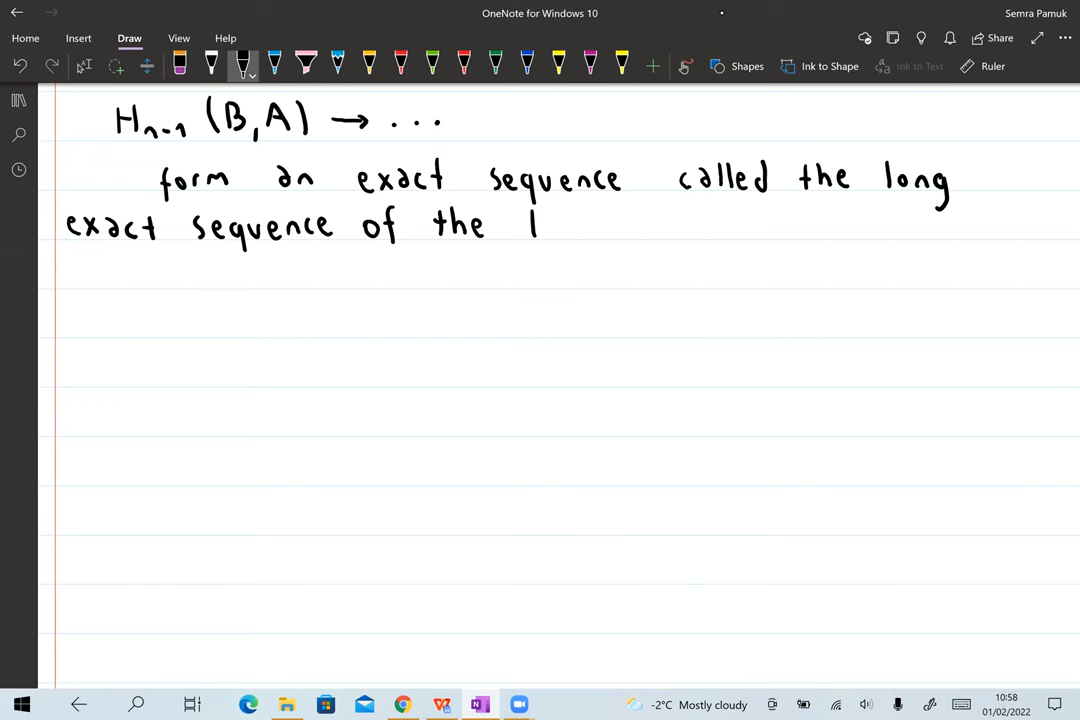 OneNote for Windows 10
Semra Pamuk
Home Insert Draw View Help
Share
Shapes Ink to Shape Ink to Text Ruler
Hₙ₋₁ (B, A) → ...
form an exact sequence called the long
exact sequence of the
-2°C Mostly cloudy
10:58
01/02/2022